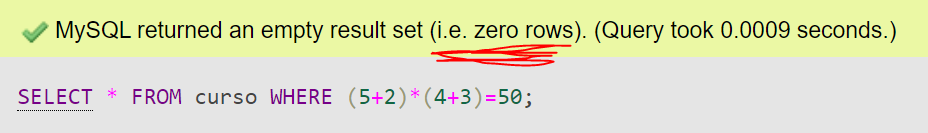 MySQL returned an empty result set (i.e. zero rows). (Query took 0.0009 seconds.)
SELECT * FROM curso WHERE (5+2)*(4+3)=50;